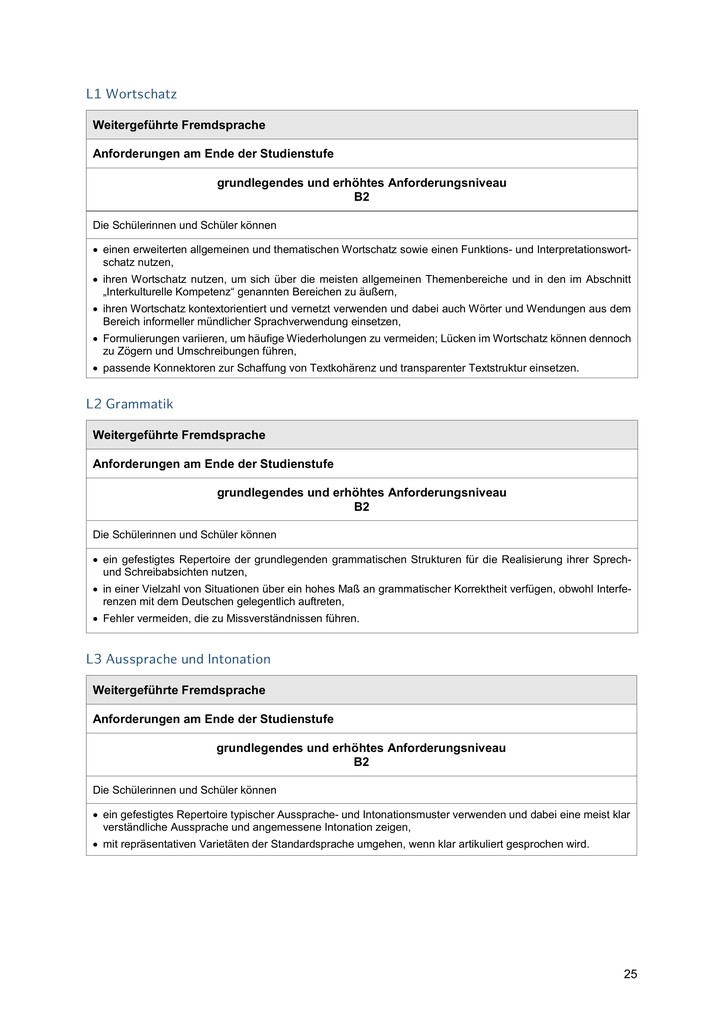 L1 Wortschatz
Weitergeführte Fremdsprache
Anforderungen am Ende der Studienstufe
grundlegendes und erhöhtes Anforderungsniveau
B2
Die Schülerinnen und Schüler können
• einen erweiterten allgemeinen und thematischen Wortschatz sowie einen Funktions- und Interpretationswort-
schatz nutzen,
• ihren Wortschatz nutzen, um sich über die meisten allgemeinen Themenbereiche und in den im Abschnitt
„Interkulturelle Kompetenz“ genannten Bereichen zu äußern,
• ihren Wortschatz kontextorientiert und vernetzt verwenden und dabei auch Wörter und Wendungen aus dem
Bereich informeller mündlicher Sprachverwendung einsetzen,
• Formulierungen variieren, um häufige Wiederholungen zu vermeiden; Lücken im Wortschatz können dennoch
zu Zögern und Umschreibungen führen,
• passende Konnektoren zur Schaffung von Textkohärenz und transparenter Textstruktur einsetzen.
L2 Grammatik
Weitergeführte Fremdsprache
Anforderungen am Ende der Studienstufe
grundlegendes und erhöhtes Anforderungsniveau
B2
Die Schülerinnen und Schüler können
• ein gefestigtes Repertoire der grundlegenden grammatischen Strukturen für die Realisierung ihrer Sprech-
und Schreibabsichten nutzen,
• in einer Vielzahl von Situationen über ein hohes Maß an grammatischer Korrektheit verfügen, obwohl Interfe-
renzen mit dem Deutschen gelegentlich auftreten,
• Fehler vermeiden, die zu Missverständnissen führen.
L3 Aussprache und Intonation
Weitergeführte Fremdsprache
Anforderungen am Ende der Studienstufe
grundlegendes und erhöhtes Anforderungsniveau
B2
Die Schülerinnen und Schüler können
• ein gefestigtes Repertoire typischer Aussprache- und Intonationsmuster verwenden und dabei eine meist klar
verständliche Aussprache und angemessene Intonation zeigen,
• mit repräsentativen Varietäten der Standardsprache umgehen, wenn klar artikuliert gesprochen wird.
25